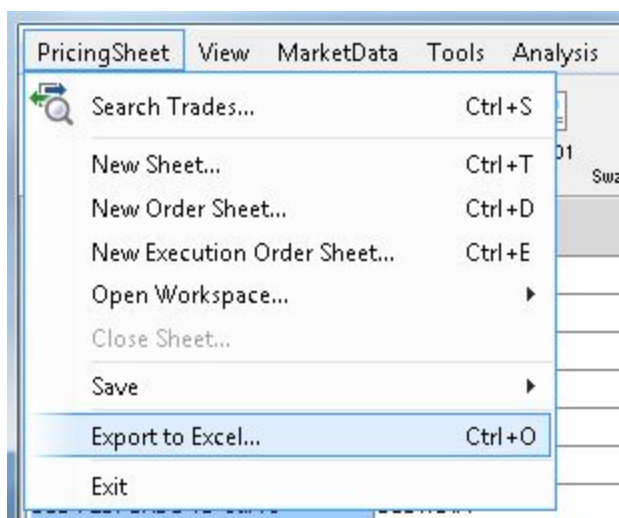 PricingSheet View MarketData Tools Analysis
Search Trades... Ctrl+S
New Sheet... Ctrl+T
New Order Sheet... Ctrl+D
New Execution Order Sheet... Ctrl+E
Open Workspace...
Close Sheet...
Save
Export to Excel... Ctrl+O
Exit